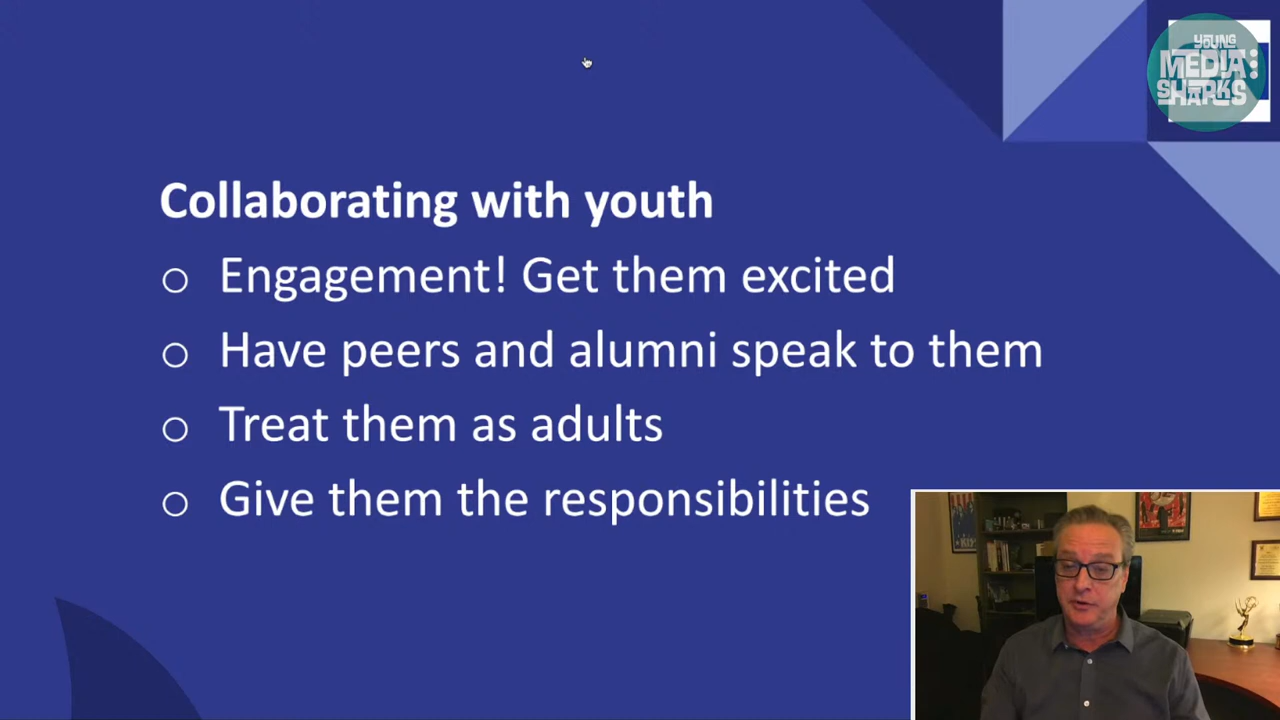 YOUNG
MEDIA
SHARKS
Collaborating with youth
Engagement! Get them excited
Have peers and alumni speak to them
Treat them as adults
Give them the responsibilities